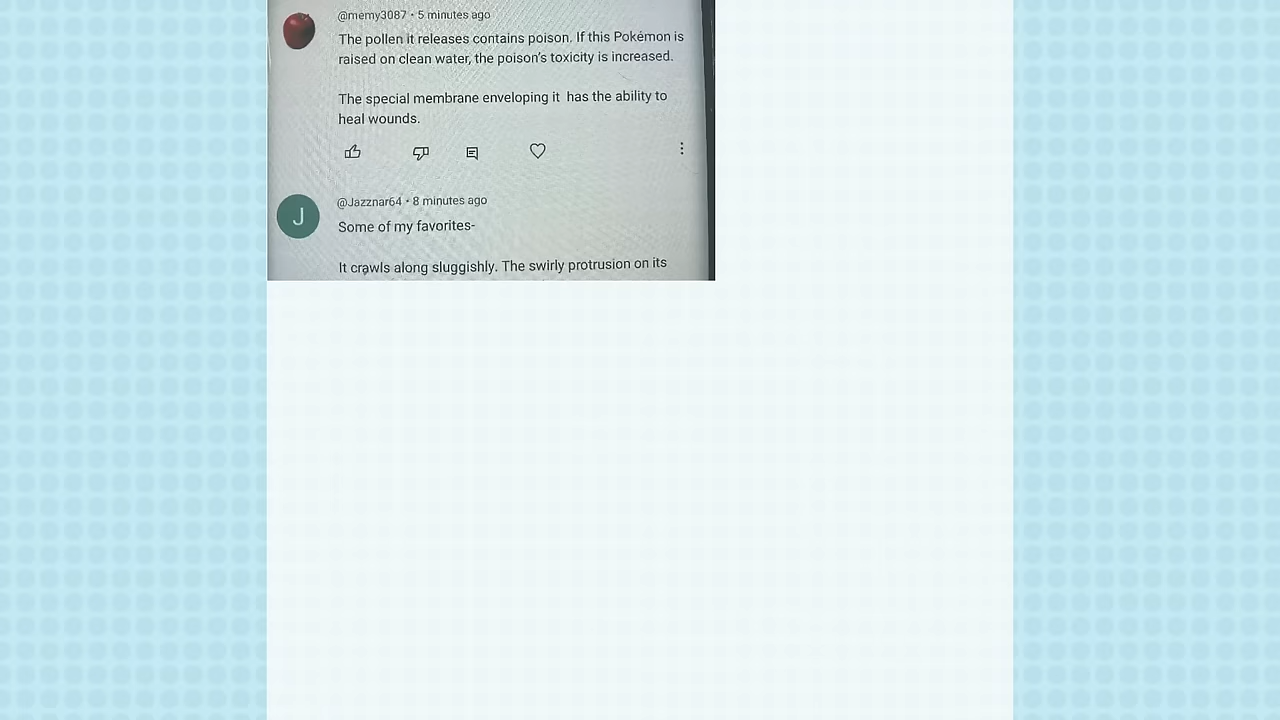 @memy3087 • 5 minutes ago
The pollen it releases contains poison. If this Pokémon is
raised on clean water, the poison's toxicity is increased.
The special membrane enveloping it has the ability to
heal wounds.
J
@Jazznar64 • 8 minutes ago
Some of my favorites-
It crawls along sluggishly. The swirly protrusion on its